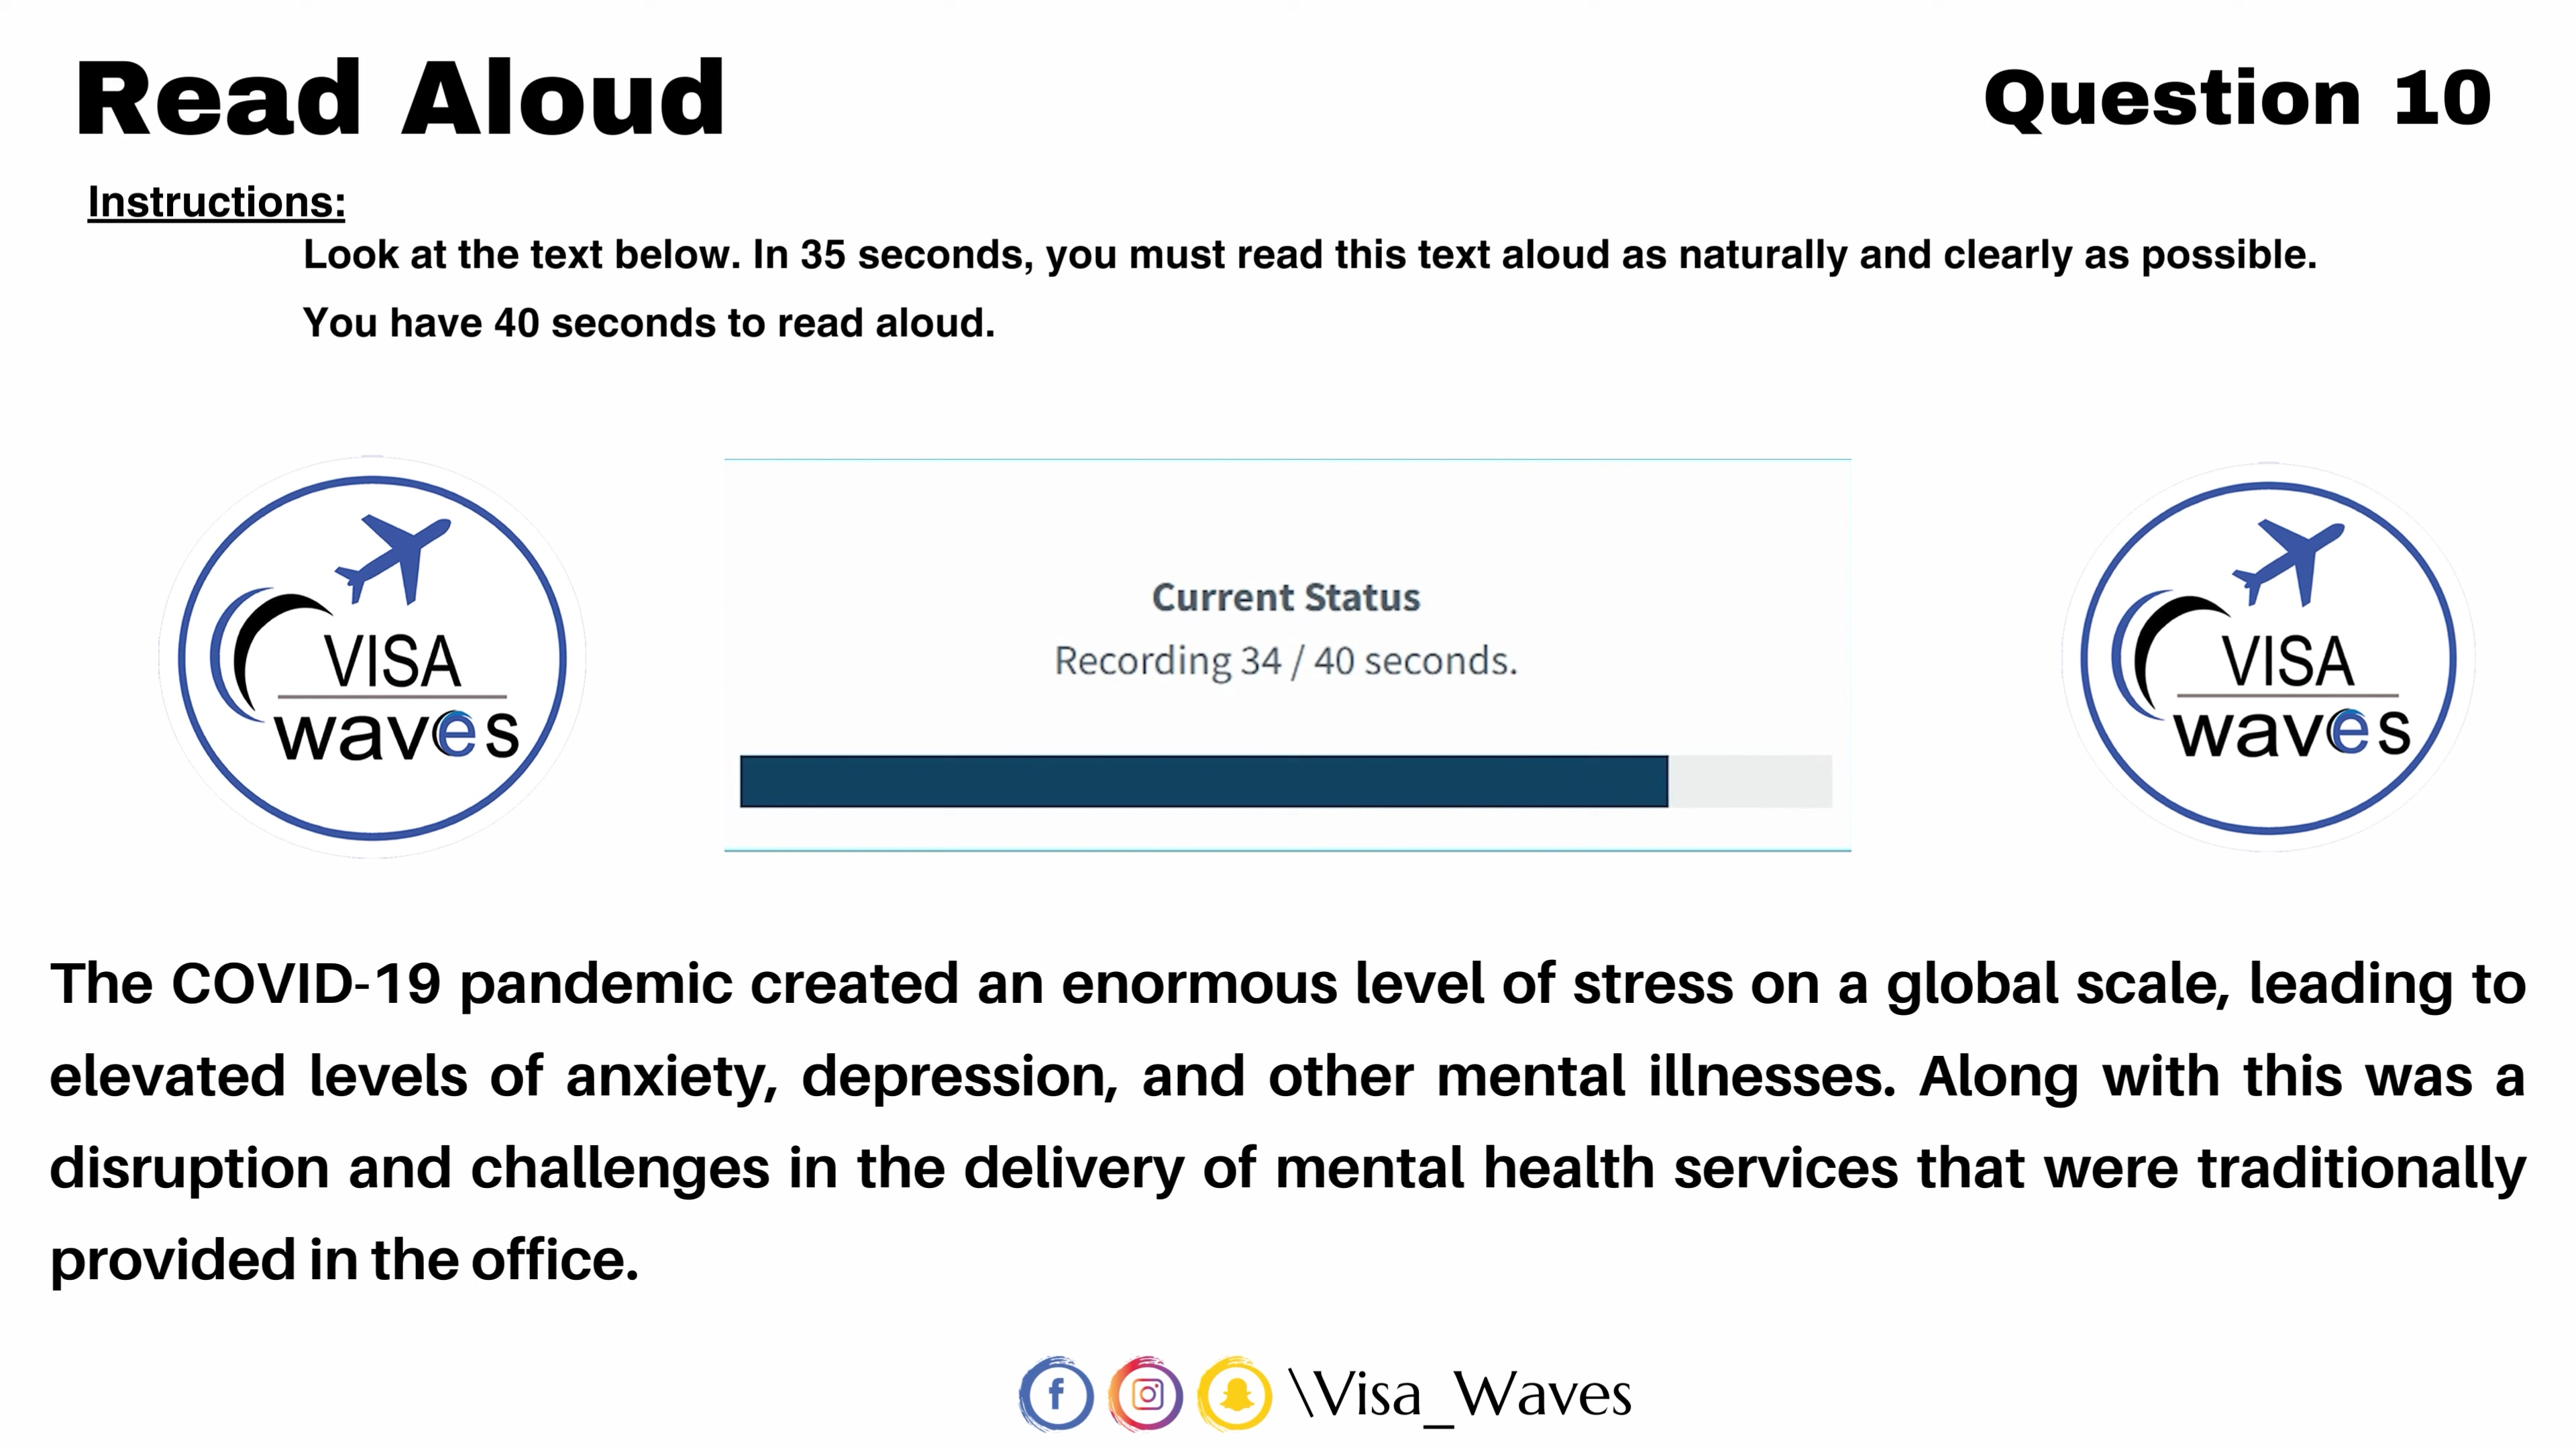 Read Aloud
Question 10
Instructions:
Look at the text below. In 35 seconds, you must read this text aloud as naturally and clearly as possible.
You have 40 seconds to read aloud.
VISA
waves
Current Status
Recording 34 / 40 seconds.
VISA
waves
The COVID-19 pandemic created an enormous level of stress on a global scale, leading to
elevated levels of anxiety, depression, and other mental illnesses. Along with this was a
disruption and challenges in the delivery of mental health services that were traditionally
provided in the office.
\Visa_Waves